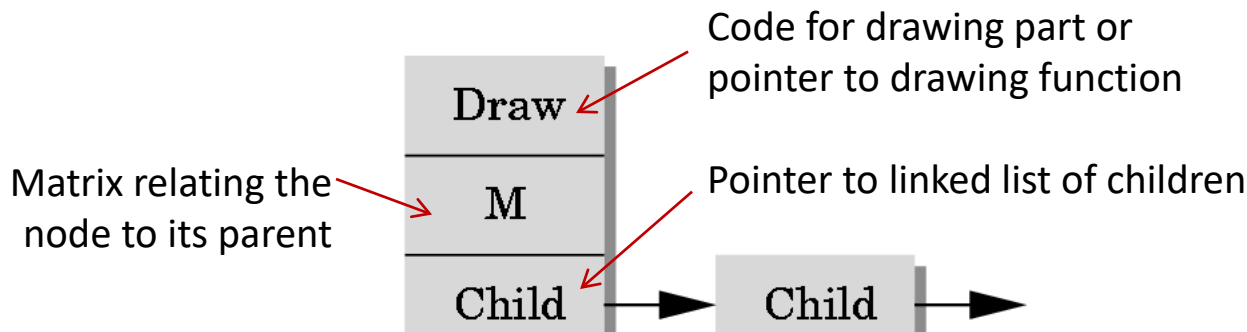 Code for drawing part or
pointer to drawing function
Draw
Matrix relating the
node to its parent
M
Pointer to linked list of children
Child
Child